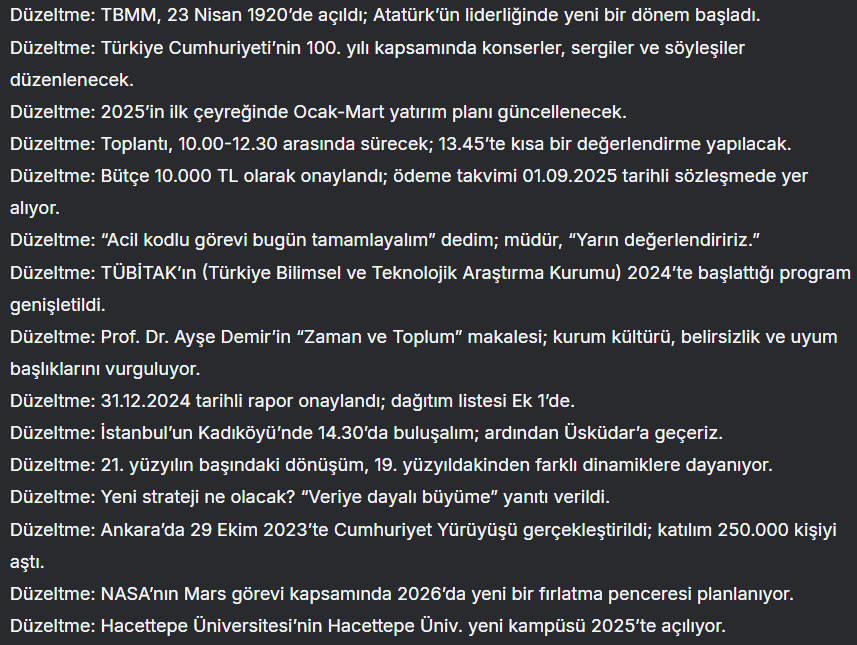 Düzeltme: TBMM, 23 Nisan 1920’de açıldı; Atatürk’ün liderliğinde yeni bir dönem başladı.
Düzeltme: Türkiye Cumhuriyeti’nin 100. yılı kapsamında konserler, sergiler ve söyleşiler
düzenlenecek.
Düzeltme: 2025’in ilk çeyreğinde Ocak-Mart yatırım planı güncellenecek.
Düzeltme: Toplantı, 10.00-12.30 arasında sürecek; 13.45’te kısa bir değerlendirme yapılacak.
Düzeltme: Bütçe 10.000 TL olarak onaylandı; ödeme takvimi 01.09.2025 tarihli sözleşmede yer
alıyor.
Düzeltme: “Acil kodlu görevi bugün tamamlayalım” dedim; müdür, “Yarın değerlendiririz.”
Düzeltme: TÜBİTAK’ın (Türkiye Bilimsel ve Teknolojik Araştırma Kurumu) 2024’te başlattığı program
genişletildi.
Düzeltme: Prof. Dr. Ayşe Demir’in “Zaman ve Toplum” makalesi; kurum kültürü, belirsizlik ve uyum
başlıklarını vurguluyor.
Düzeltme: 31.12.2024 tarihli rapor onaylandı; dağıtım listesi Ek 1’de.
Düzeltme: İstanbul’un Kadıköyü’nde 14.30’da buluşalım; ardından Üsküdar’a geçeriz.
Düzeltme: 21. yüzyılın başındaki dönüşüm, 19. yüzyıldakinden farklı dinamiklere dayanıyor.
Düzeltme: Yeni strateji ne olacak? “Veriye dayalı büyüme” yanıtı verildi.
Düzeltme: Ankara’da 29 Ekim 2023’te Cumhuriyet Yürüyüşü gerçekleştirildi; katılım 250.000 kişiyi
aştı.
Düzeltme: NASA’nın Mars görevi kapsamında 2026’da yeni bir fırlatma penceresi planlanıyor.
Düzeltme: Hacettepe Üniversitesi’nin Hacettepe Üniv. yeni kampüsü 2025’te açılıyor.